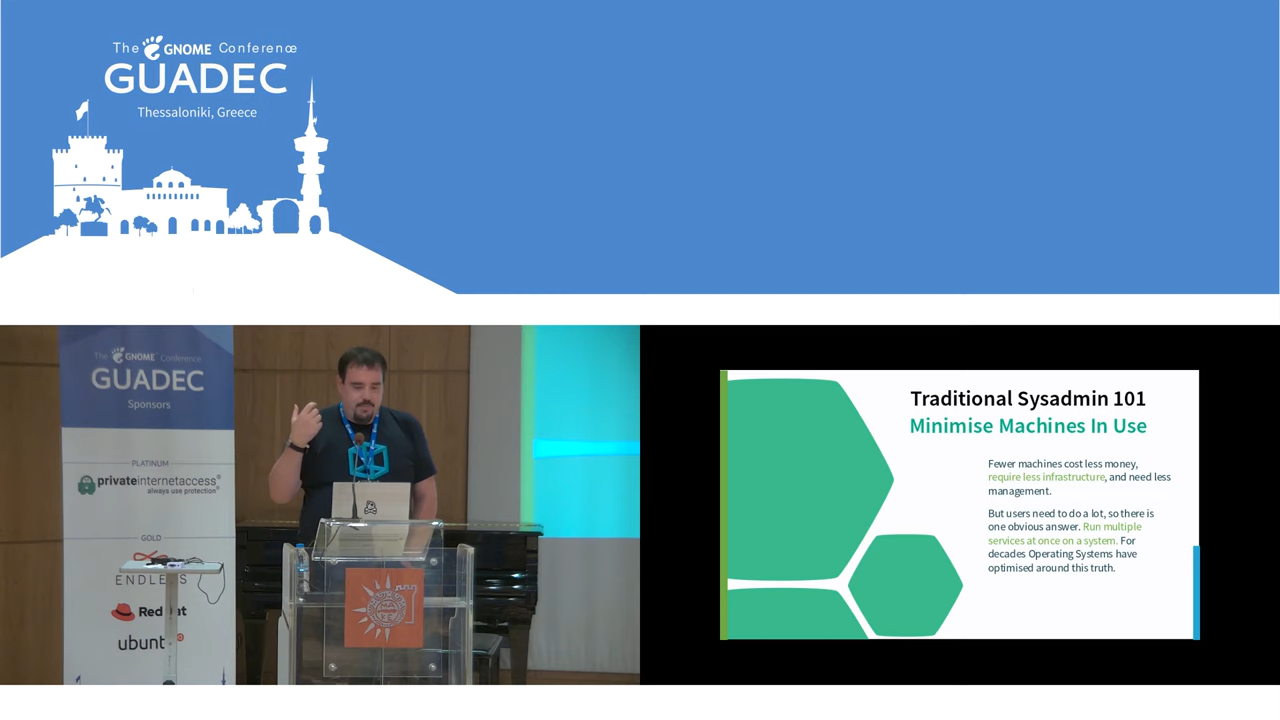 The GNOME Conference
GUADEC
Thessaloniki, Greece
The GNOME Conference
GUADEC
Sponsors
PLATINUM
privateinternetaccess®
always use protection®
GOLD
ENDLESS
Red Hat
ubuntu
Traditional Sysadmin 101
Minimise Machines In Use
Fewer machines cost less money,
require less infrastructure, and need less
management.
But users need to do a lot, so there is
one obvious answer. Run multiple
services at once on a system. For
decades Operating Systems have
optimised around this truth.